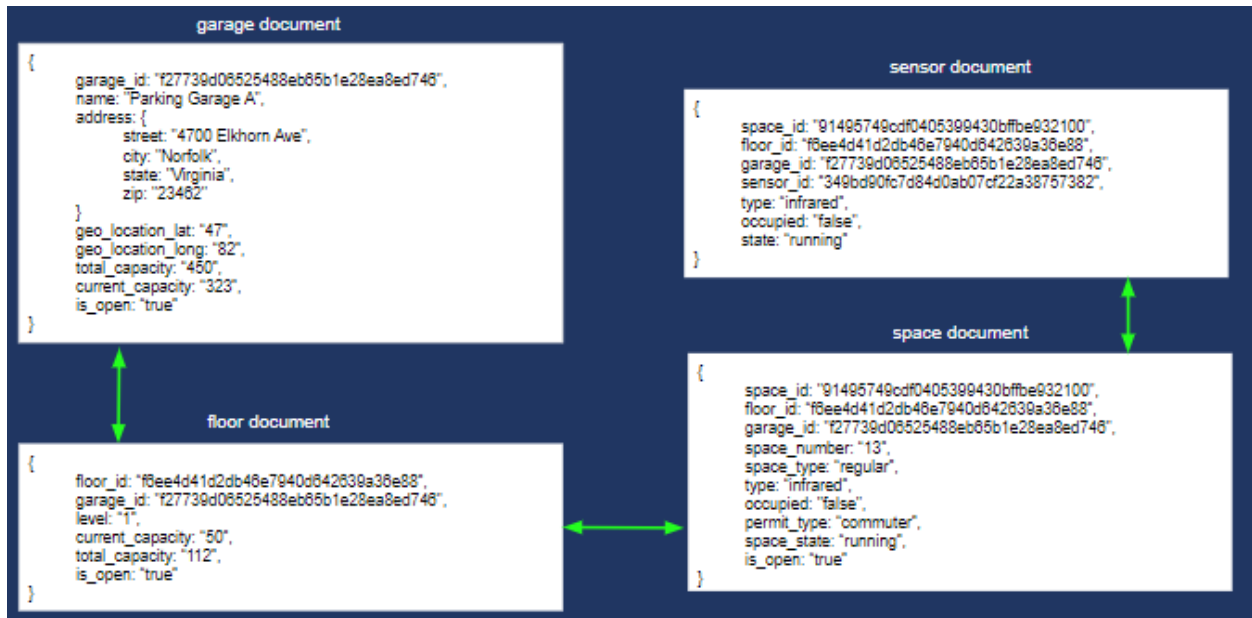 garage document
{
garage_id: "f27739d06525488eb65b1e28ea8ed746",
name: "Parking Garage A",
address: {
street: "4700 Elkhorn Ave",
city: "Norfolk",
state: "Virginia",
zip: "23462"
}
geo_location_lat: "47",
geo_location_long: "82",
total_capacity: "450",
current_capacity: "323",
is_open: "true"
}
floor document
{
floor_id: "f6ee4d41d2db46e7940d642639a36e88",
garage_id: "f27739d06525488eb65b1e28ea8ed746",
level: "1",
current_capacity: "50",
total_capacity: "112",
is_open: "true"
}
sensor document
{
space_id: "91495749cdf0405399430bffbe932100",
floor_id: "f6ee4d41d2db46e7940d642639a36e88",
garage_id: "f27739d06525488eb65b1e28ea8ed746",
sensor_id: "349bd90fc7d84d0ab07cf22a38757382",
type: "infrared",
occupied: "false",
state: "running"
}
space document
{
space_id: "91495749cdf0405399430bffbe932100",
floor_id: "f6ee4d41d2db46e7940d642639a36e88",
garage_id: "f27739d06525488eb65b1e28ea8ed746",
space_number: "13",
space_type: "regular",
type: "infrared",
occupied: "false",
permit_type: "commuter",
space_state: "running",
is_open: "true"
}